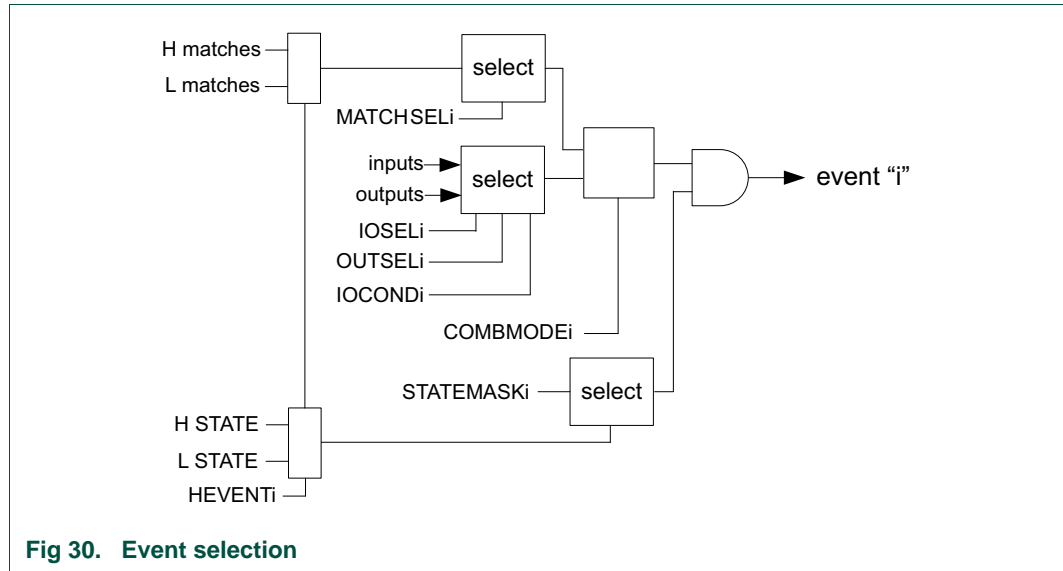 H matches
L matches
select
MATCHSELi
inputs
outputs
select
IOSELi
OUTSELi
IOCONDi
event “i”
COMBMODEi
STATEMASKi
select
H STATE
L STATE
HEVENTi
Fig 30. Event selection